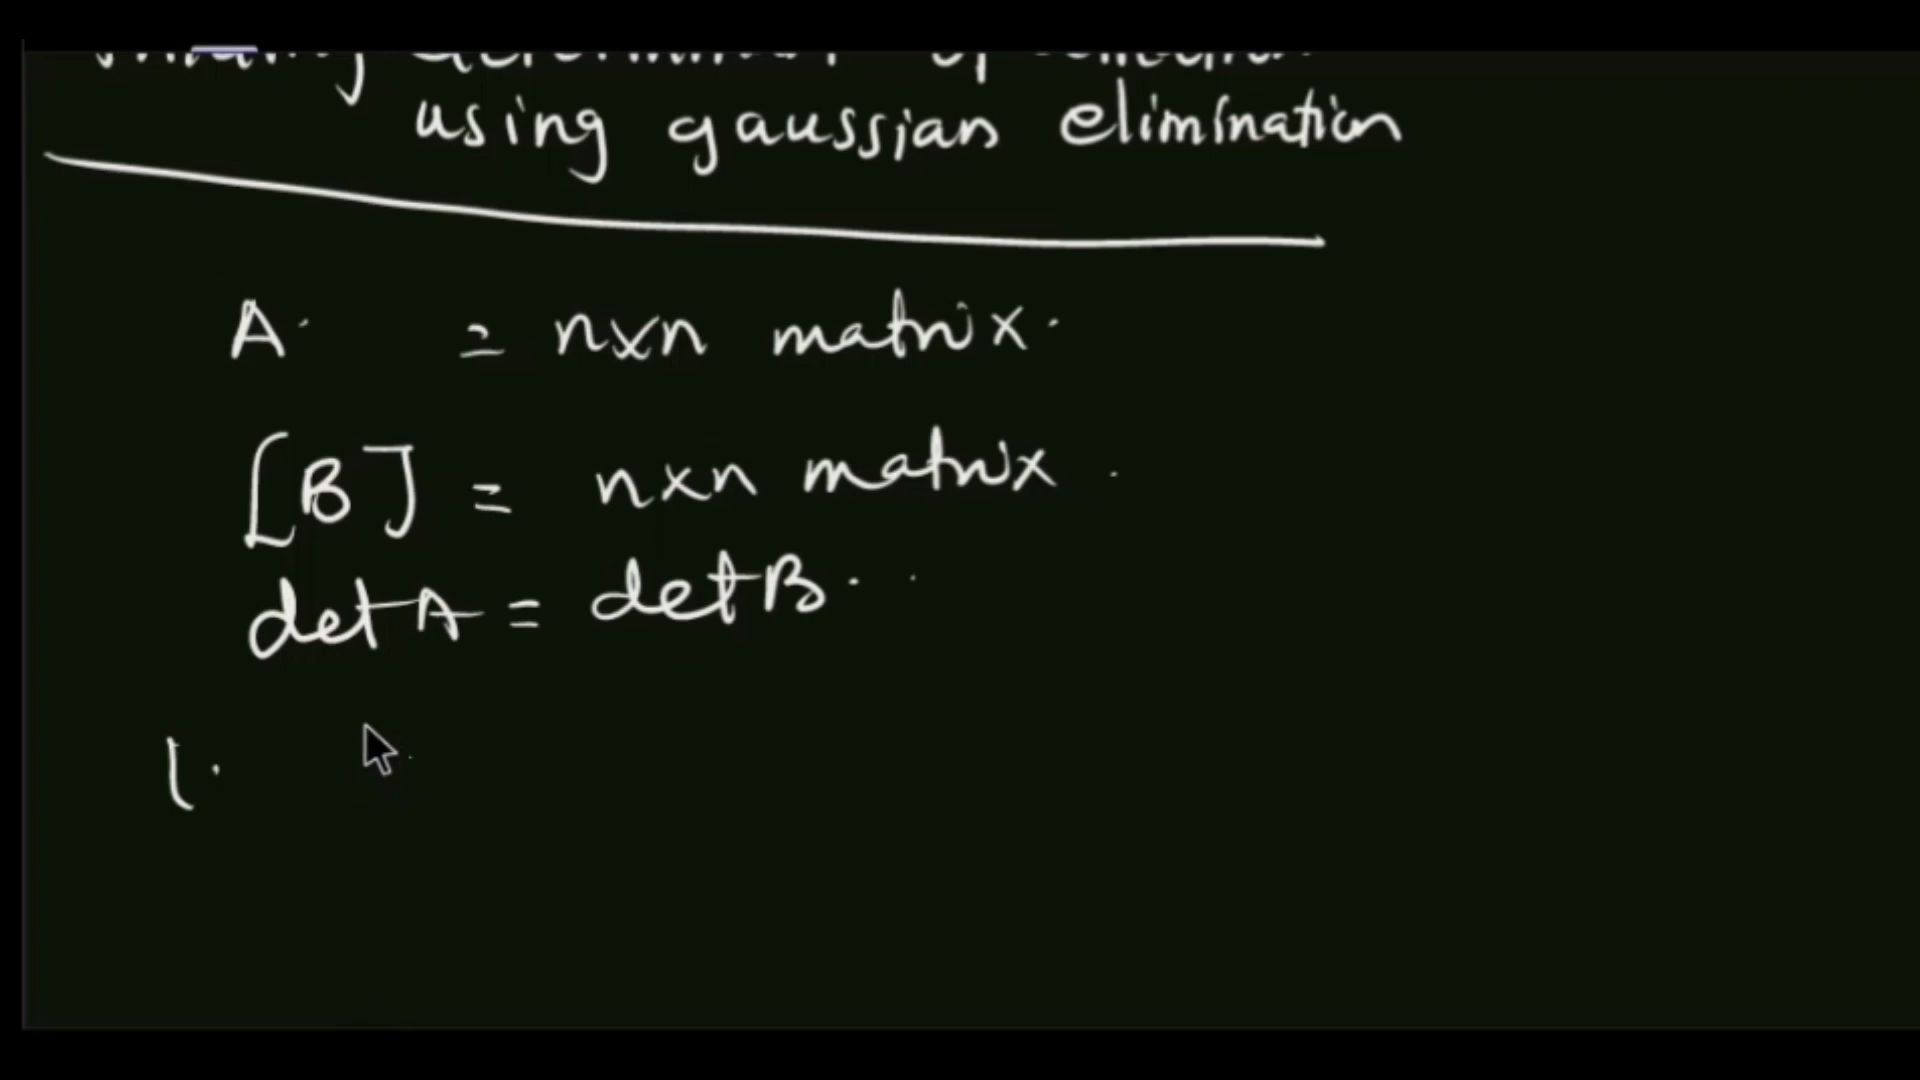 using gaussian elimination
A. = nxn matrix.
[B] = nxn matrix.
det A = det B.
1.